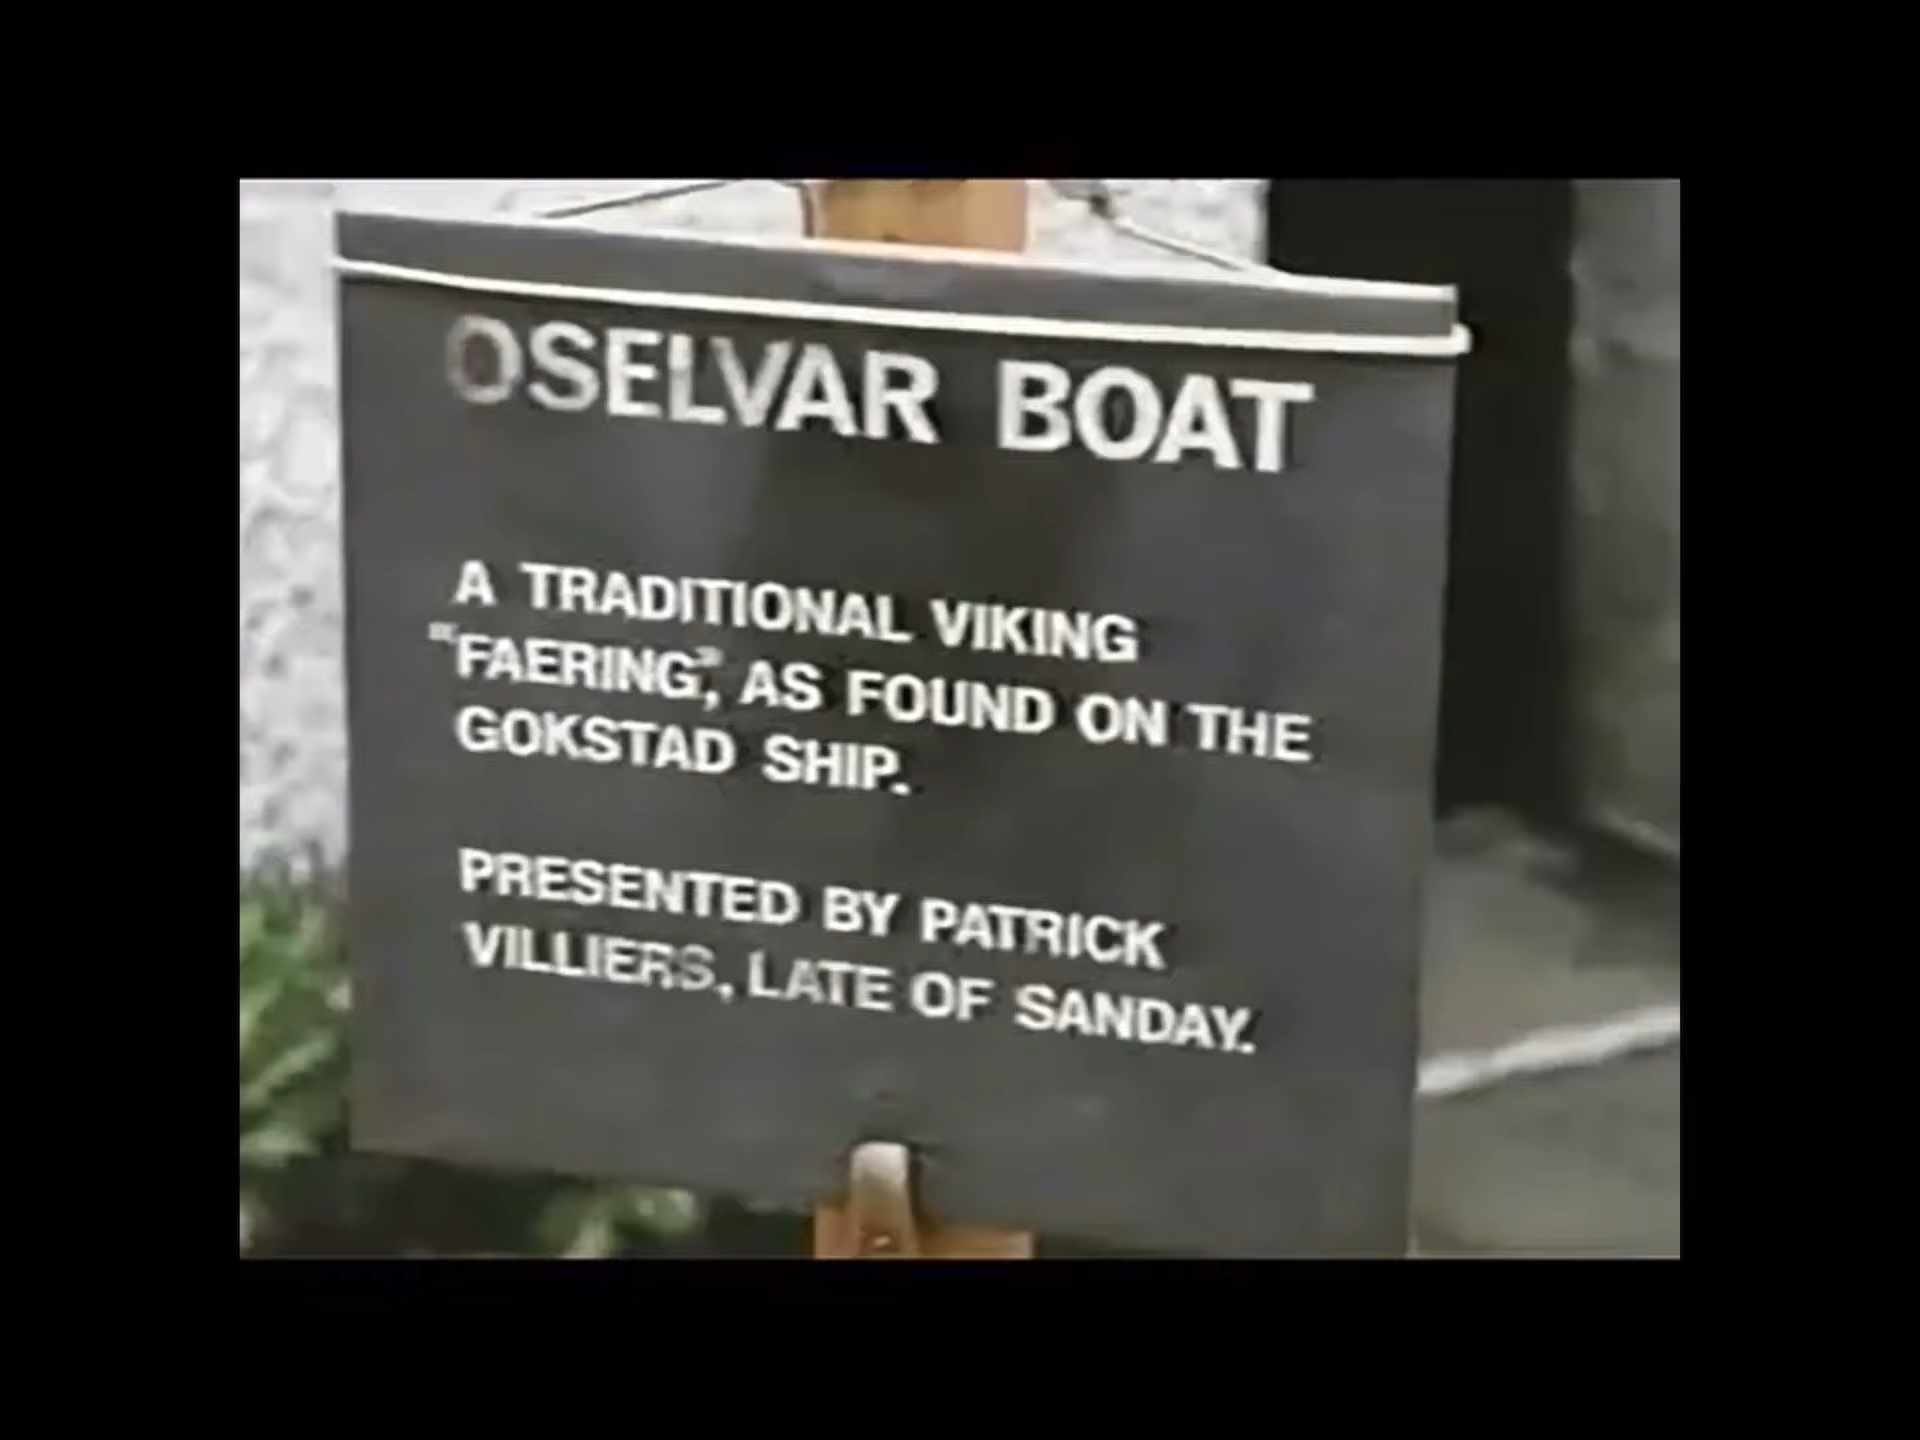 OSELVAR BOAT
A TRADITIONAL VIKING
"FAERING", AS FOUND ON THE
GOKSTAD SHIP.
PRESENTED BY PATRICK
VILLIERS, LATE OF SANDAY.